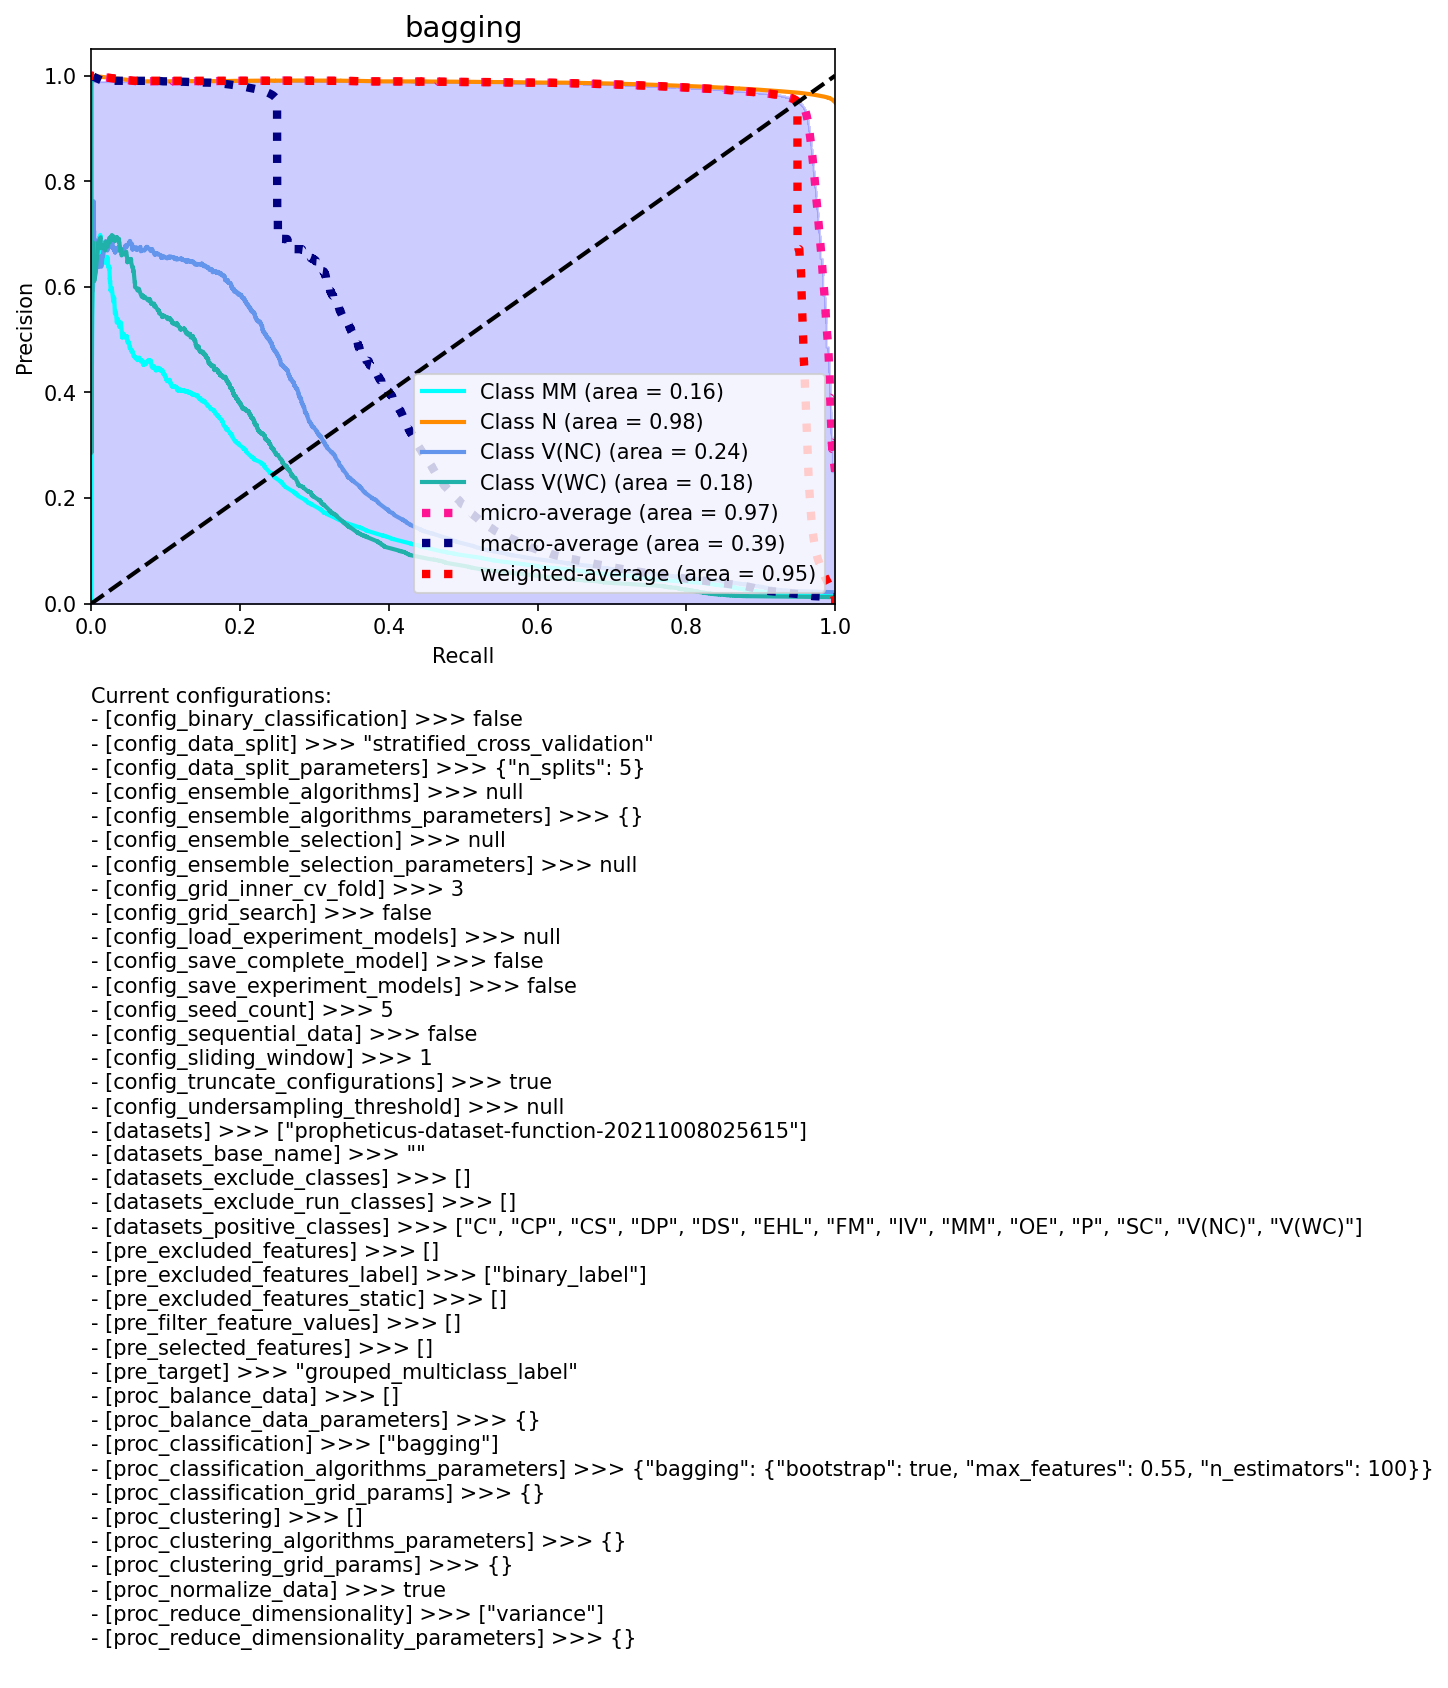 bagging
1.0
0.8
0.6
0.4
0.2
0.0
Precision
Class MM (area = 0.16)
Class N (area = 0.98)
Class V(NC) (area = 0.24)
Class V(WC) (area = 0.18)
micro-average (area = 0.97)
macro-average (area = 0.39)
weighted-average (area = 0.95)
0.0 0.2 0.4 0.6 0.8 1.0
Recall
Current configurations:
- [config_binary_classification] >>> false
- [config_data_split] >>> "stratified_cross_validation"
- [config_data_split_parameters] >>> {"n_splits": 5}
- [config_ensemble_algorithms] >>> null
- [config_ensemble_algorithms_parameters] >>> {}
- [config_ensemble_selection] >>> null
- [config_ensemble_selection_parameters] >>> null
- [config_grid_inner_cv_fold] >>> 3
- [config_grid_search] >>> false
- [config_load_experiment_models] >>> null
- [config_save_complete_model] >>> false
- [config_save_experiment_models] >>> false
- [config_seed_count] >>> 5
- [config_sequential_data] >>> false
- [config_sliding_window] >>> 1
- [config_truncate_configurations] >>> true
- [config_undersampling_threshold] >>> null
- [datasets] >>> ["propheticus-dataset-function-20211008025615"]
- [datasets_base_name] >>> ""
- [datasets_exclude_classes] >>> []
- [datasets_exclude_run_classes] >>> []
- [datasets_positive_classes] >>> ["C", "CP", "CS", "DP", "DS", "EHL", "FM", "IV", "MM", "OE", "P", "SC", "V(NC)", "V(WC)"]
- [pre_excluded_features] >>> []
- [pre_excluded_features_label] >>> ["binary_label"]
- [pre_excluded_features_static] >>> []
- [pre_filter_feature_values] >>> []
- [pre_selected_features] >>> []
- [pre_target] >>> "grouped_multiclass_label"
- [proc_balance_data] >>> []
- [proc_balance_data_parameters] >>> {}
- [proc_classification] >>> ["bagging"]
- [proc_classification_algorithms_parameters] >>> {"bagging": {"bootstrap": true, "max_features": 0.55, "n_estimators": 100}}
- [proc_classification_grid_params] >>> {}
- [proc_clustering] >>> []
- [proc_clustering_algorithms_parameters] >>> {}
- [proc_clustering_grid_params] >>> {}
- [proc_normalize_data] >>> true
- [proc_reduce_dimensionality] >>> ["variance"]
- [proc_reduce_dimensionality_parameters] >>> {}